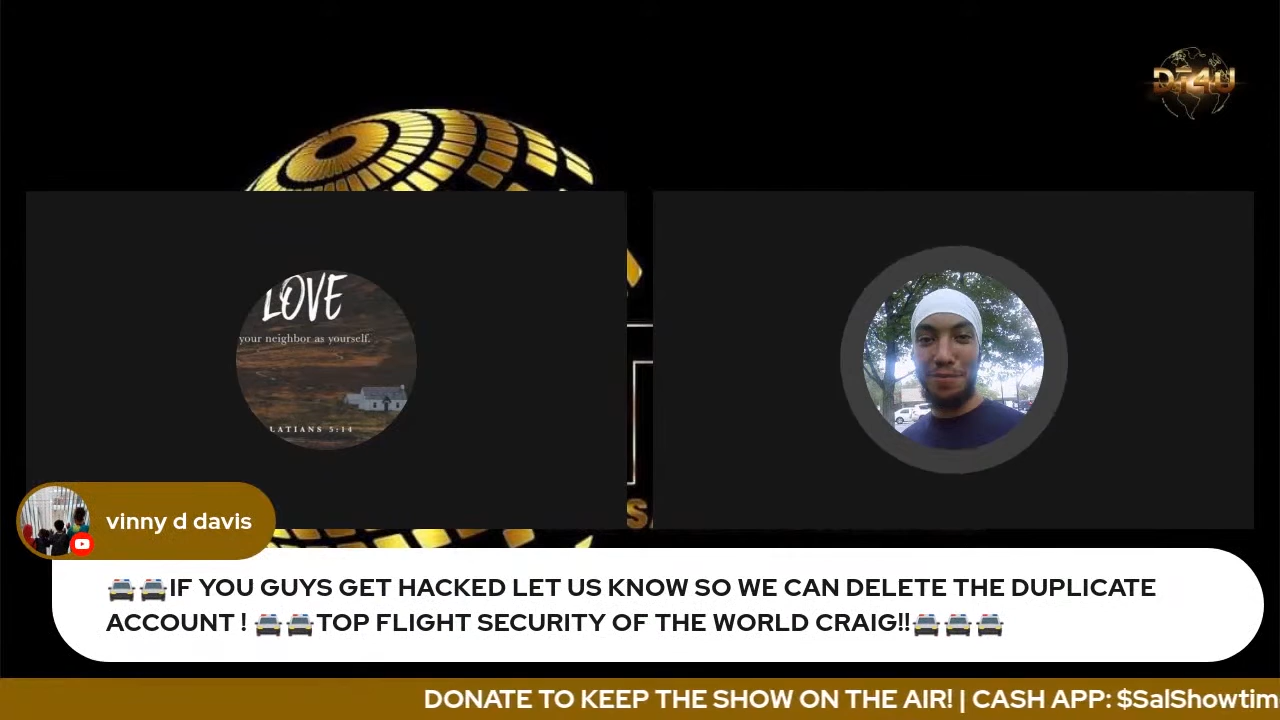 DT4U
LOVE
your neighbor as yourself.
LATIANS 5:14
vinny d davis
🚔🚔IF YOU GUYS GET HACKED LET US KNOW SO WE CAN DELETE THE DUPLICATE
ACCOUNT ! 🚔🚔TOP FLIGHT SECURITY OF THE WORLD CRAIG!!🚔🚔🚔
DONATE TO KEEP THE SHOW ON THE AIR! | CASH APP: $SalShowtim